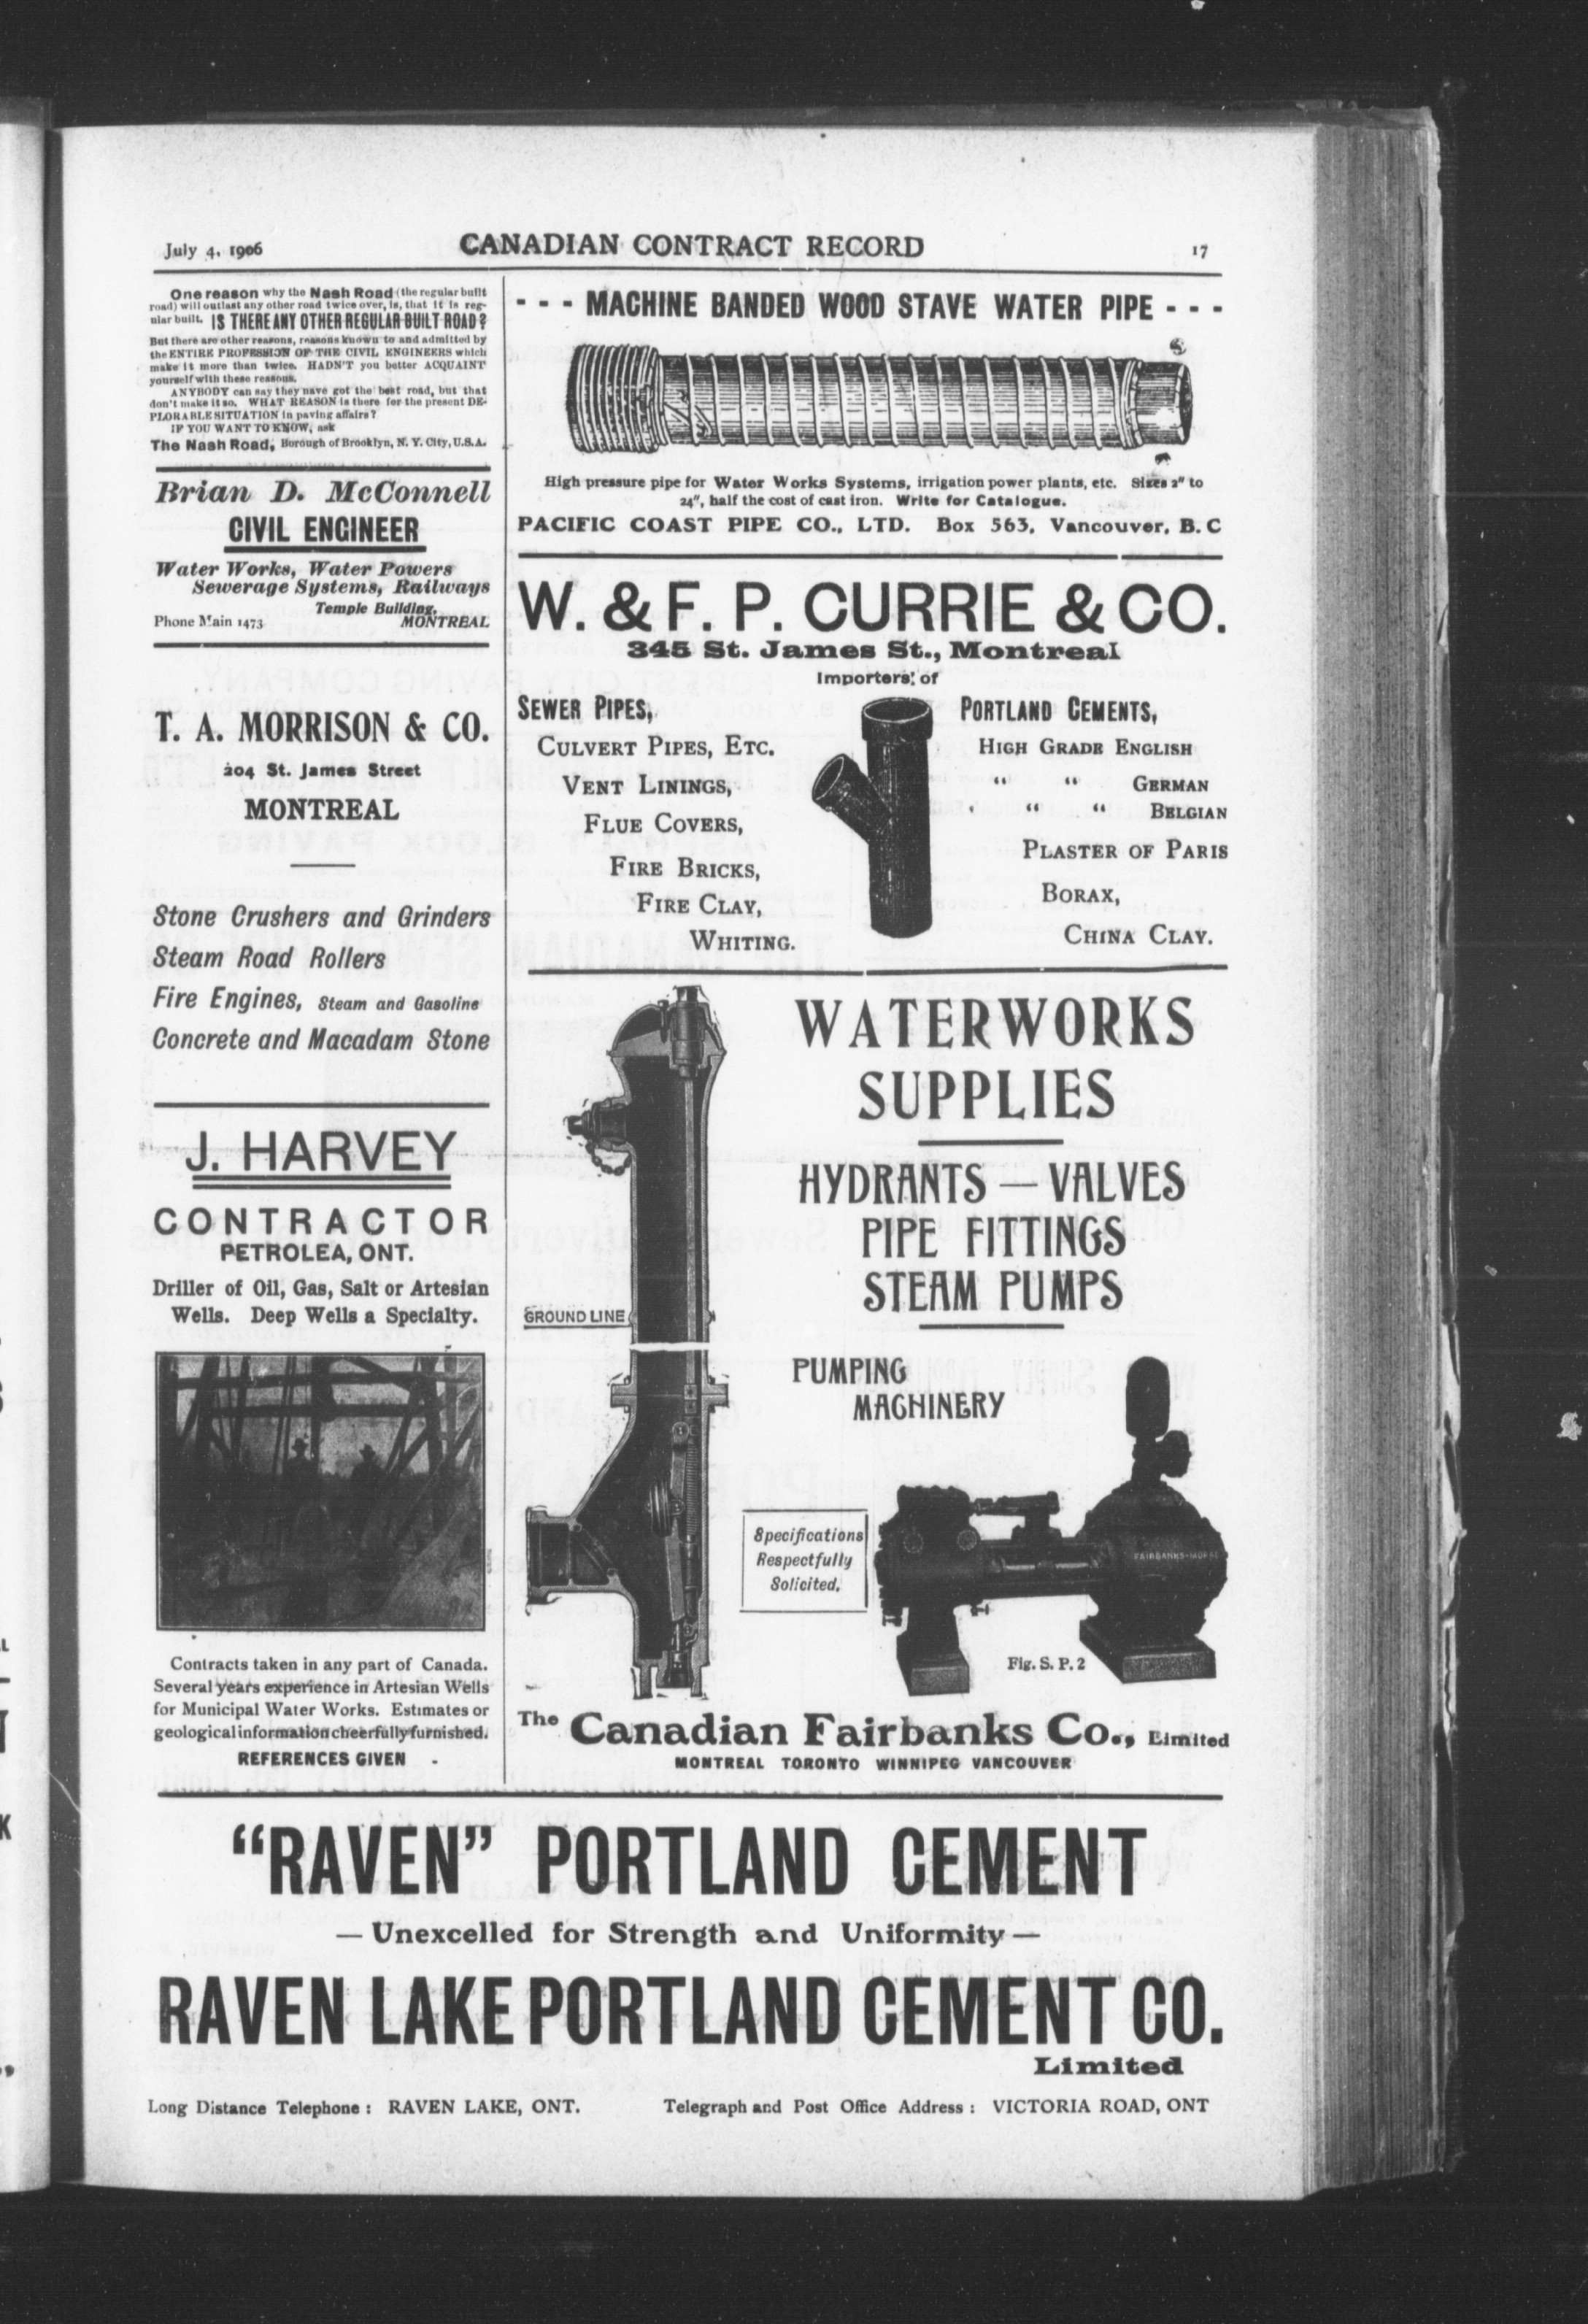 July 4, 1906
CANADIAN CONTRACT RECORD
17
One reason why the Nash Road (the regular built
road) will outlast any other road twice over, is, that it is reg-
ular built. IS THERE ANY OTHER REGULAR BUILT ROAD?
But there are other reasons, reasons known to and admitted by
the ENTIRE PROFESSION OF THE CIVIL ENGINEERS which
make it more than twice. HADN'T you better ACQUAINT
yourself with these reasons.
ANYBODY can say they have got the best road, but that
don't make it so. WHAT REASON is there for the present DE-
PLORABLE SITUATION in paving affairs?
IF YOU WANT TO KNOW, ask
The Nash Road, Borough of Brooklyn, N. Y. City, U.S.A.
Brian D. McConnell
CIVIL ENGINEER
Water Works, Water Powers
Sewerage Systems, Railways
Temple Building,
Phone Main 1473 MONTREAL
T. A. MORRISON & CO.
204 St. James Street
MONTREAL
Stone Crushers and Grinders
Steam Road Rollers
Fire Engines, Steam and Gasoline
Concrete and Macadam Stone
J. HARVEY
CONTRACTOR
PETROLEA, ONT.
Driller of Oil, Gas, Salt or Artesian
Wells. Deep Wells a Specialty.
Contracts taken in any part of Canada.
Several years experience in Artesian Wells
for Municipal Water Works. Estimates or
geological information cheerfully furnished.
REFERENCES GIVEN -
- - - MACHINE BANDED WOOD STAVE WATER PIPE - - -
High pressure pipe for Water Works Systems, irrigation power plants, etc. Sizes 2" to
24", half the cost of cast iron. Write for Catalogue.
PACIFIC COAST PIPE CO., LTD. Box 563, Vancouver, B. C
W. & F. P. CURRIE & CO.
345 St. James St., Montreal
Importers of
SEWER PIPES,
CULVERT PIPES, ETC.
VENT LININGS,
FLUE COVERS,
FIRE BRICKS,
FIRE CLAY,
WHITING.
PORTLAND CEMENTS,
HIGH GRADE ENGLISH
" " GERMAN
" " BELGIAN
PLASTER OF PARIS
BORAX,
CHINA CLAY.
WATERWORKS
SUPPLIES
HYDRANTS — VALVES
PIPE FITTINGS
STEAM PUMPS
GROUND LINE
PUMPING
MACHINERY
Specifications
Respectfully
Solicited.
FAIRBANKS-MORSE
Fig. S. P. 2
The Canadian Fairbanks Co., Limited
MONTREAL TORONTO WINNIPEG VANCOUVER
"RAVEN" PORTLAND CEMENT
— Unexcelled for Strength and Uniformity —
RAVEN LAKE PORTLAND CEMENT CO.
Limited
Long Distance Telephone : RAVEN LAKE, ONT. Telegraph and Post Office Address : VICTORIA ROAD, ONT